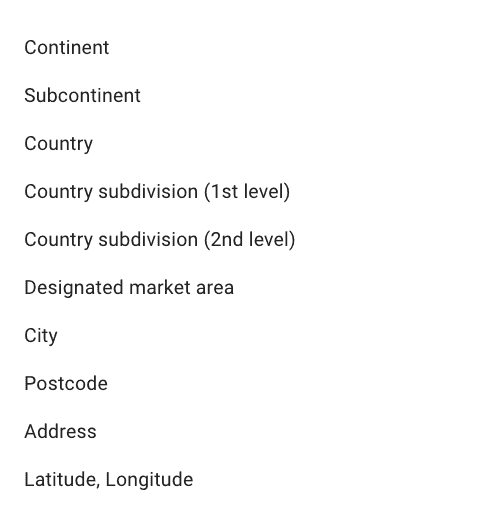 Continent
Subcontinent
Country
Country subdivision (1st level)
Country subdivision (2nd level)
Designated market area
City
Postcode
Address
Latitude, Longitude